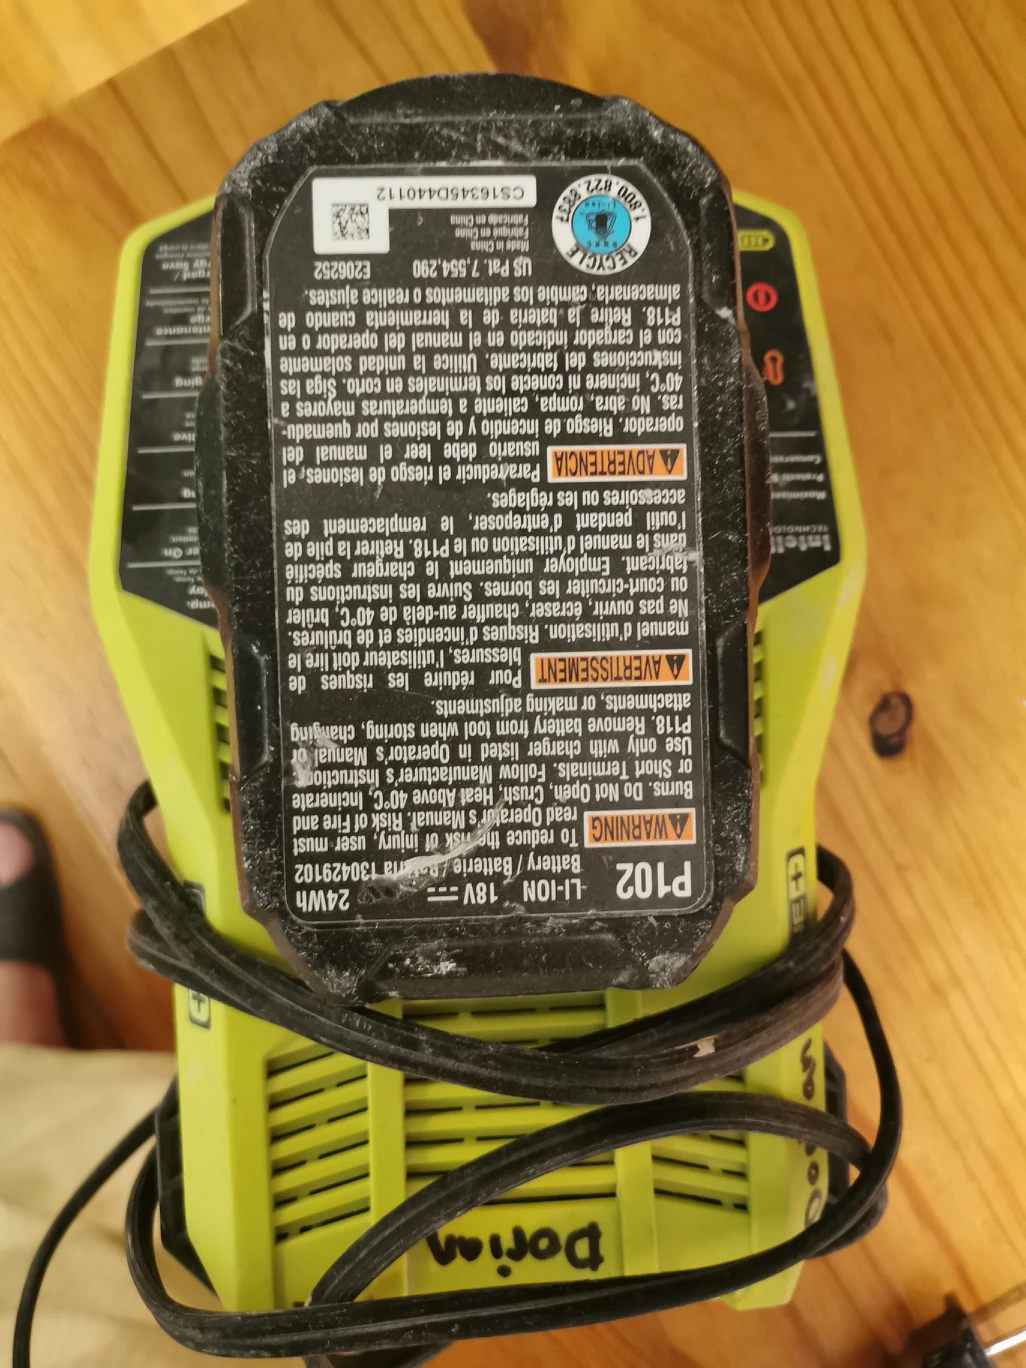 P102
LI-ION 18V 24Wh
Battery / Batterie / Batería 130429102
WARNING To reduce the risk of injury, user must
read Operator's Manual. Risk of Fire and
Burns. Do Not Open, Crush, Heat Above 40°C, Incinerate
or Short Terminals. Follow Manufacturer's Instructions.
Use only with charger listed in Operator's Manual or
P118. Remove battery from tool when storing, changing
attachments, or making adjustments.
AVERTISSEMENT Pour réduire les risques de
blessures, l'utilisateur doit lire le
manuel d'utilisation. Risques d'incendies et de brûlures.
Ne pas ouvrir, écraser, chauffer au-delà de 40°C, brûler
ou court-circuiter les bornes. Suivre les instructions du
fabricant. Employer uniquement le chargeur spécifié
dans le manuel d'utilisation ou le P118. Retirer la pile de
l'outil pendant d'entreposer, le remplacement des
accessoires ou les réglages.
ADVERTENCIA Para reducir el riesgo de lesiones, el
usuario debe leer el manual del
operador. Riesgo de incendio y de lesiones por quemadu-
ras. No abra, rompa, caliente a temperaturas mayores a
40°C, incinere ni conecte los terminales en corto. Siga las
instrucciones del fabricante. Utilice la unidad solamente
con el cargador indicado en el manual del operador o en
P118. Retire la batería de la herramienta cuando de
almacenarla, cambie los aditamentos o realice ajustes.
US Pat. 7,554,290 E206252
Made in China
Fabriqué en Chine
Fabricado en China
CS16345D440112
RECYCLE
1.800.822.8837
Li-Ion
Dorian